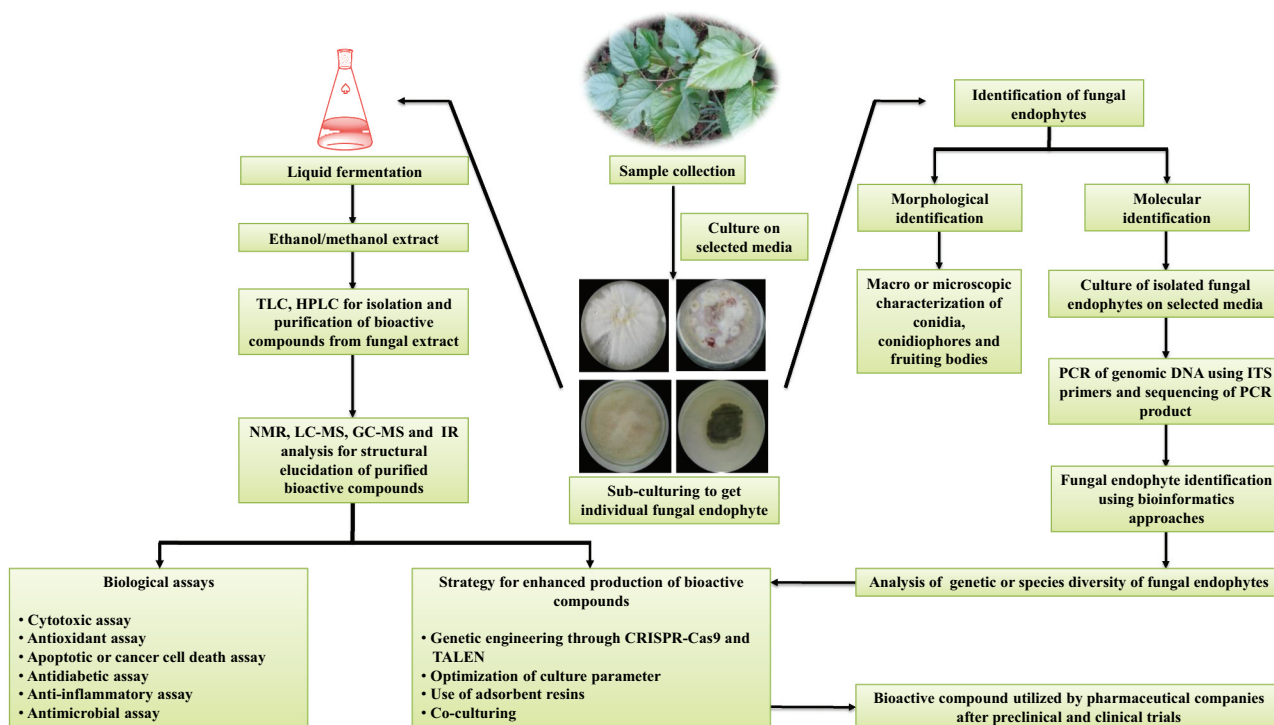 Liquid fermentation
Ethanol/methanol extract
TLC, HPLC for isolation and
purification of bioactive
compounds from fungal extract
NMR, LC-MS, GC-MS and IR
analysis for structural
elucidation of purified
bioactive compounds
Sample collection
Culture on
selected media
Sub-culturing to get
individual fungal endophyte
Identification of fungal
endophytes
Morphological
identification
Macro or microscopic
characterization of
conidia,
conidiophores and
fruiting bodies
Molecular
identification
Culture of isolated fungal
endophytes on selected media
PCR of genomic DNA using ITS
primers and sequencing of PCR
product
Fungal endophyte identification
using bioinformatics
approaches
Analysis of genetic or species diversity of fungal endophytes
Biological assays
• Cytotoxic assay
• Antioxidant assay
• Apoptotic or cancer cell death assay
• Antidiabetic assay
• Anti-inflammatory assay
• Antimicrobial assay
Strategy for enhanced production of bioactive
compounds
• Genetic engineering through CRISPR-Cas9 and
TALEN
• Optimization of culture parameter
• Use of adsorbent resins
• Co-culturing
Bioactive compound utilized by pharmaceutical companies
after preclinical and clinical trials